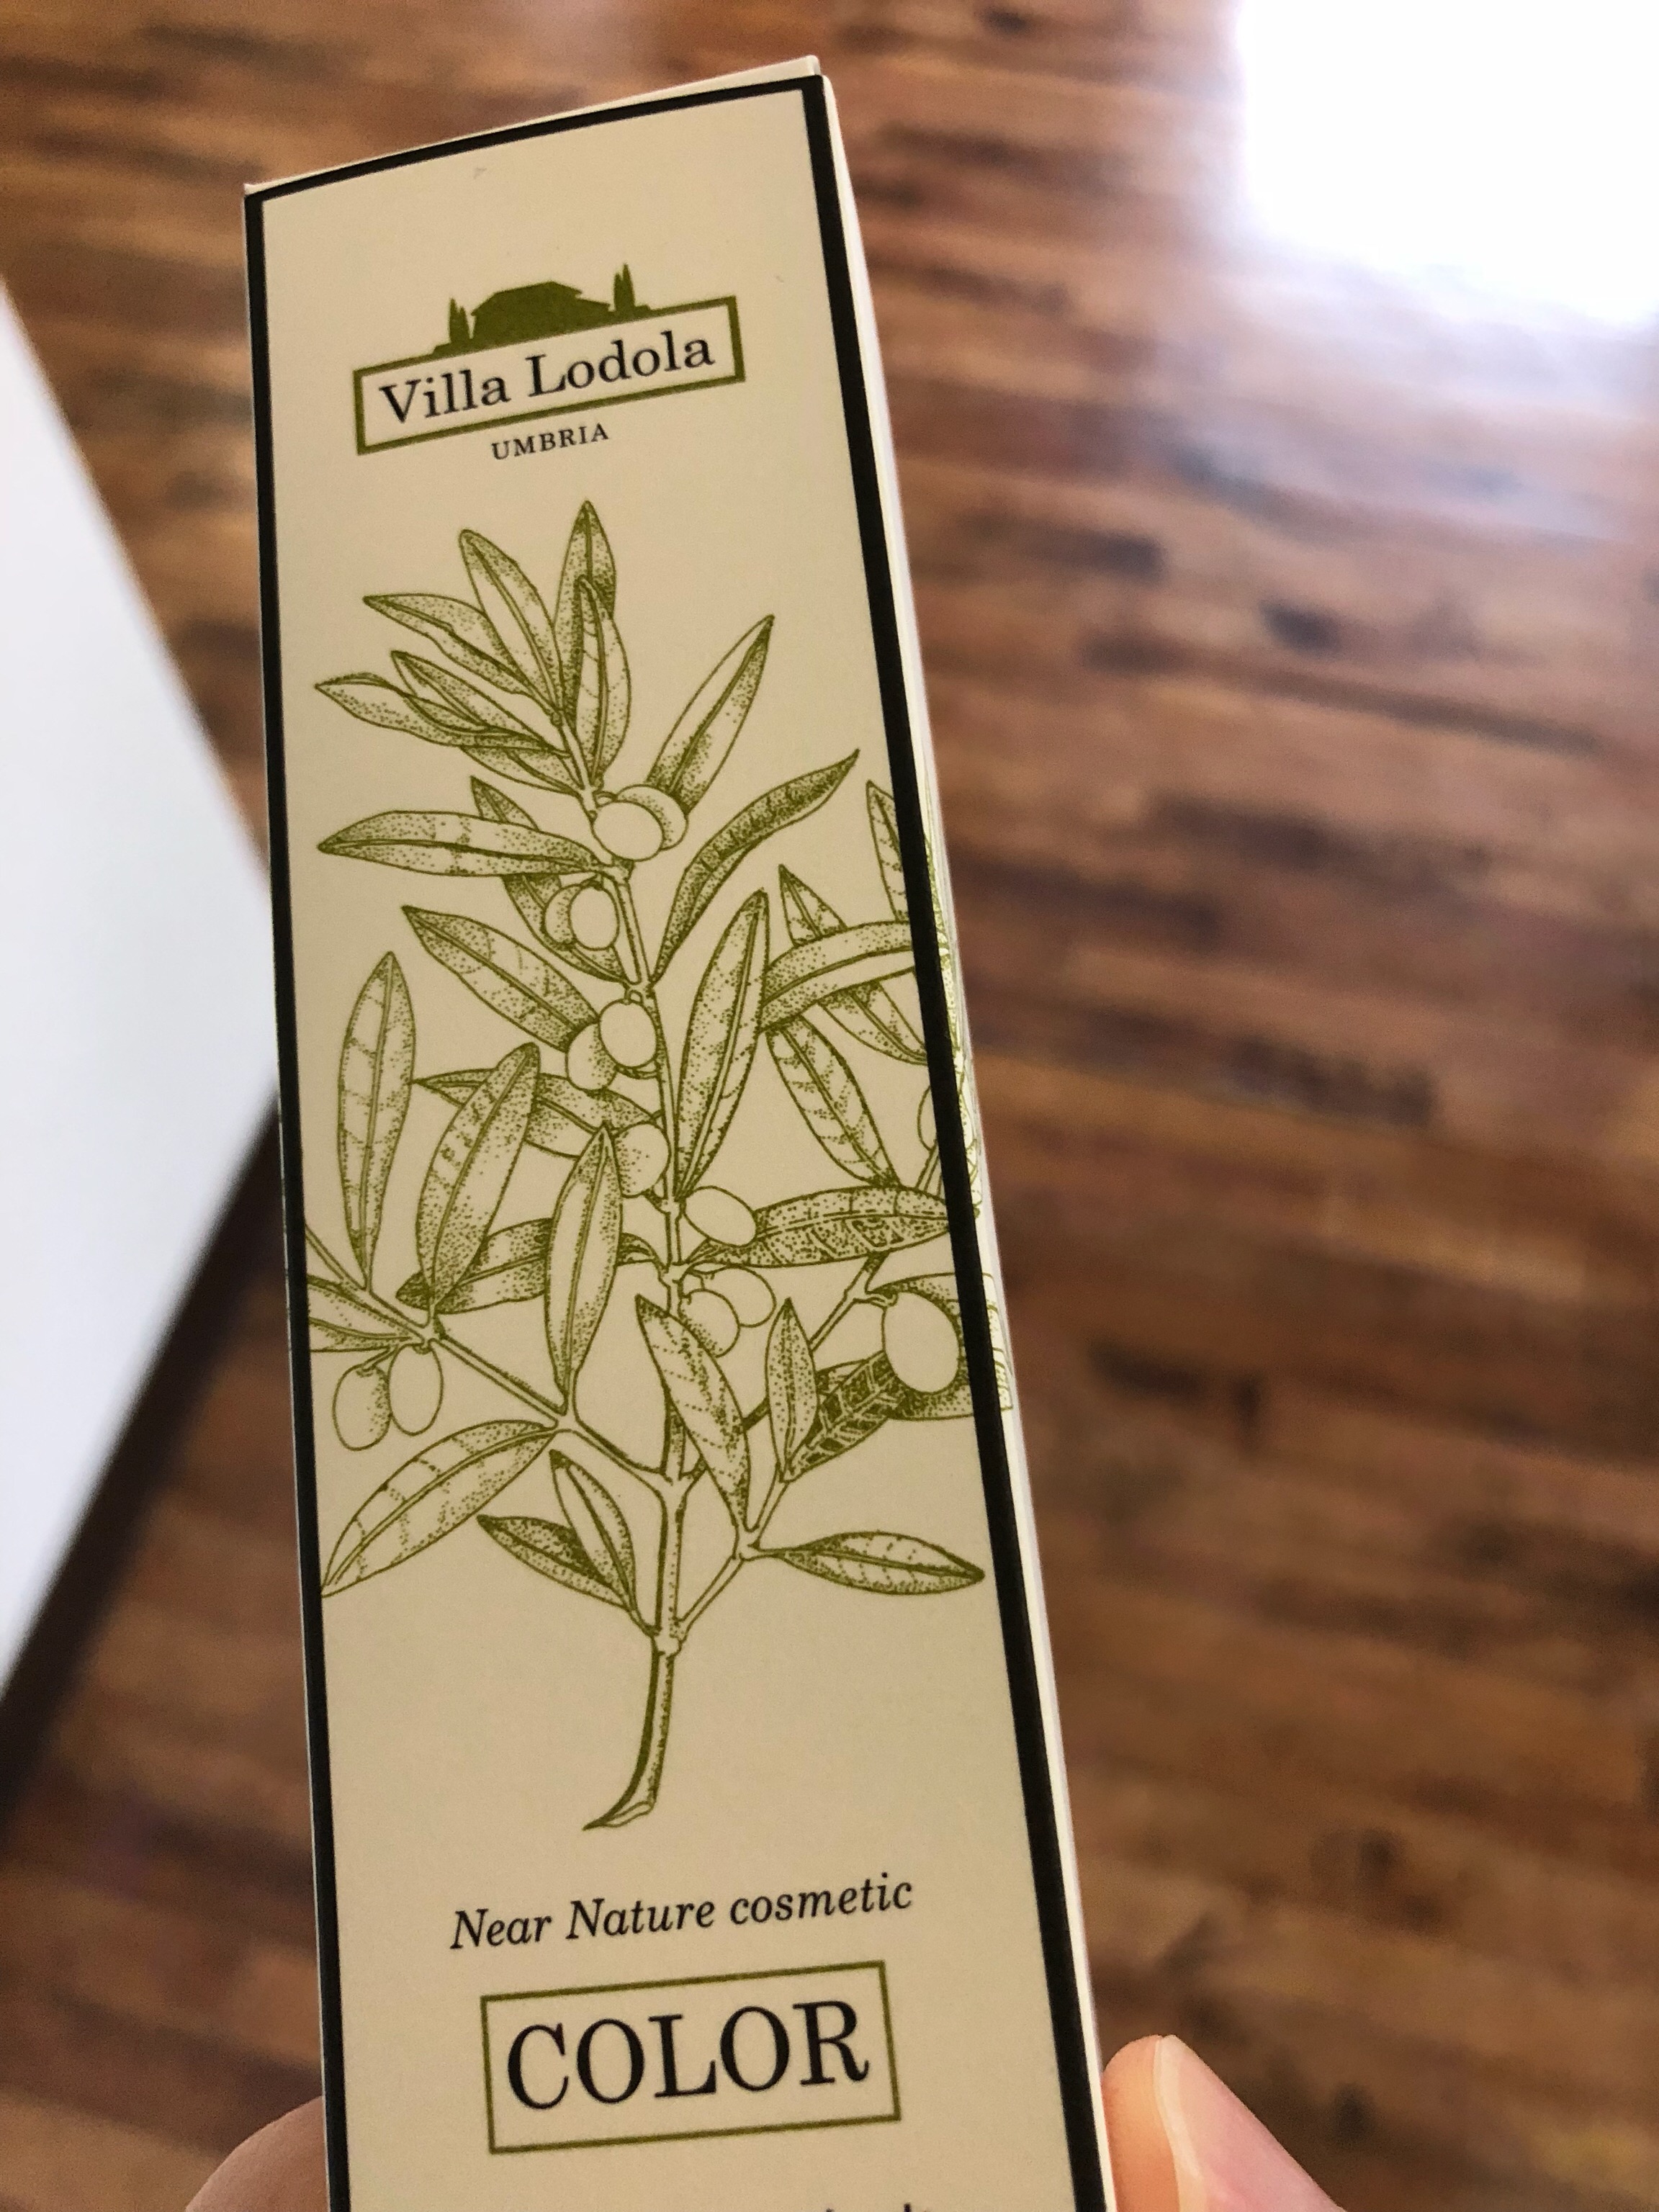 Villa Lodola
UMBRIA
Near Nature cosmetic
COLOR